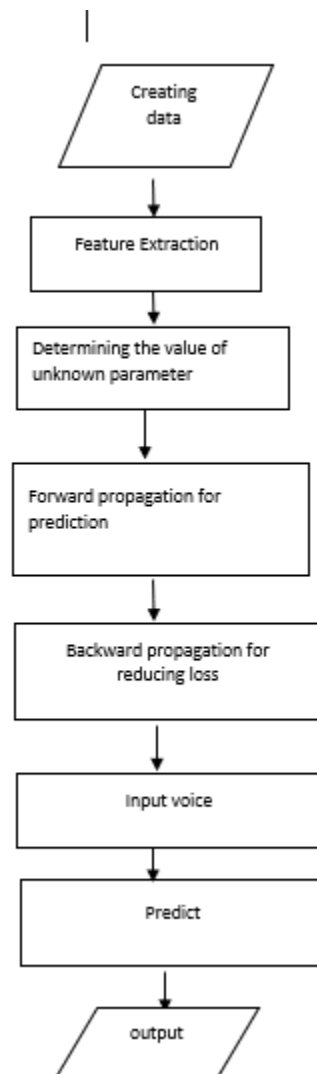 Creating
data
Feature Extraction
Determining the value of
unknown parameter
Forward propagation for
prediction
Backward propagation for
reducing loss
Input voice
Predict
output